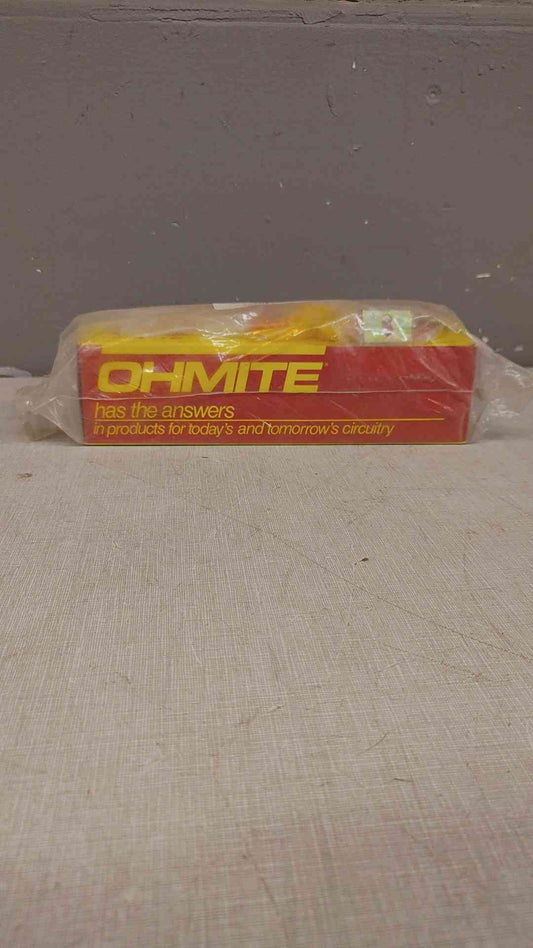 OHMITE
has the answers
in products for today's and tomorrow's circuitry